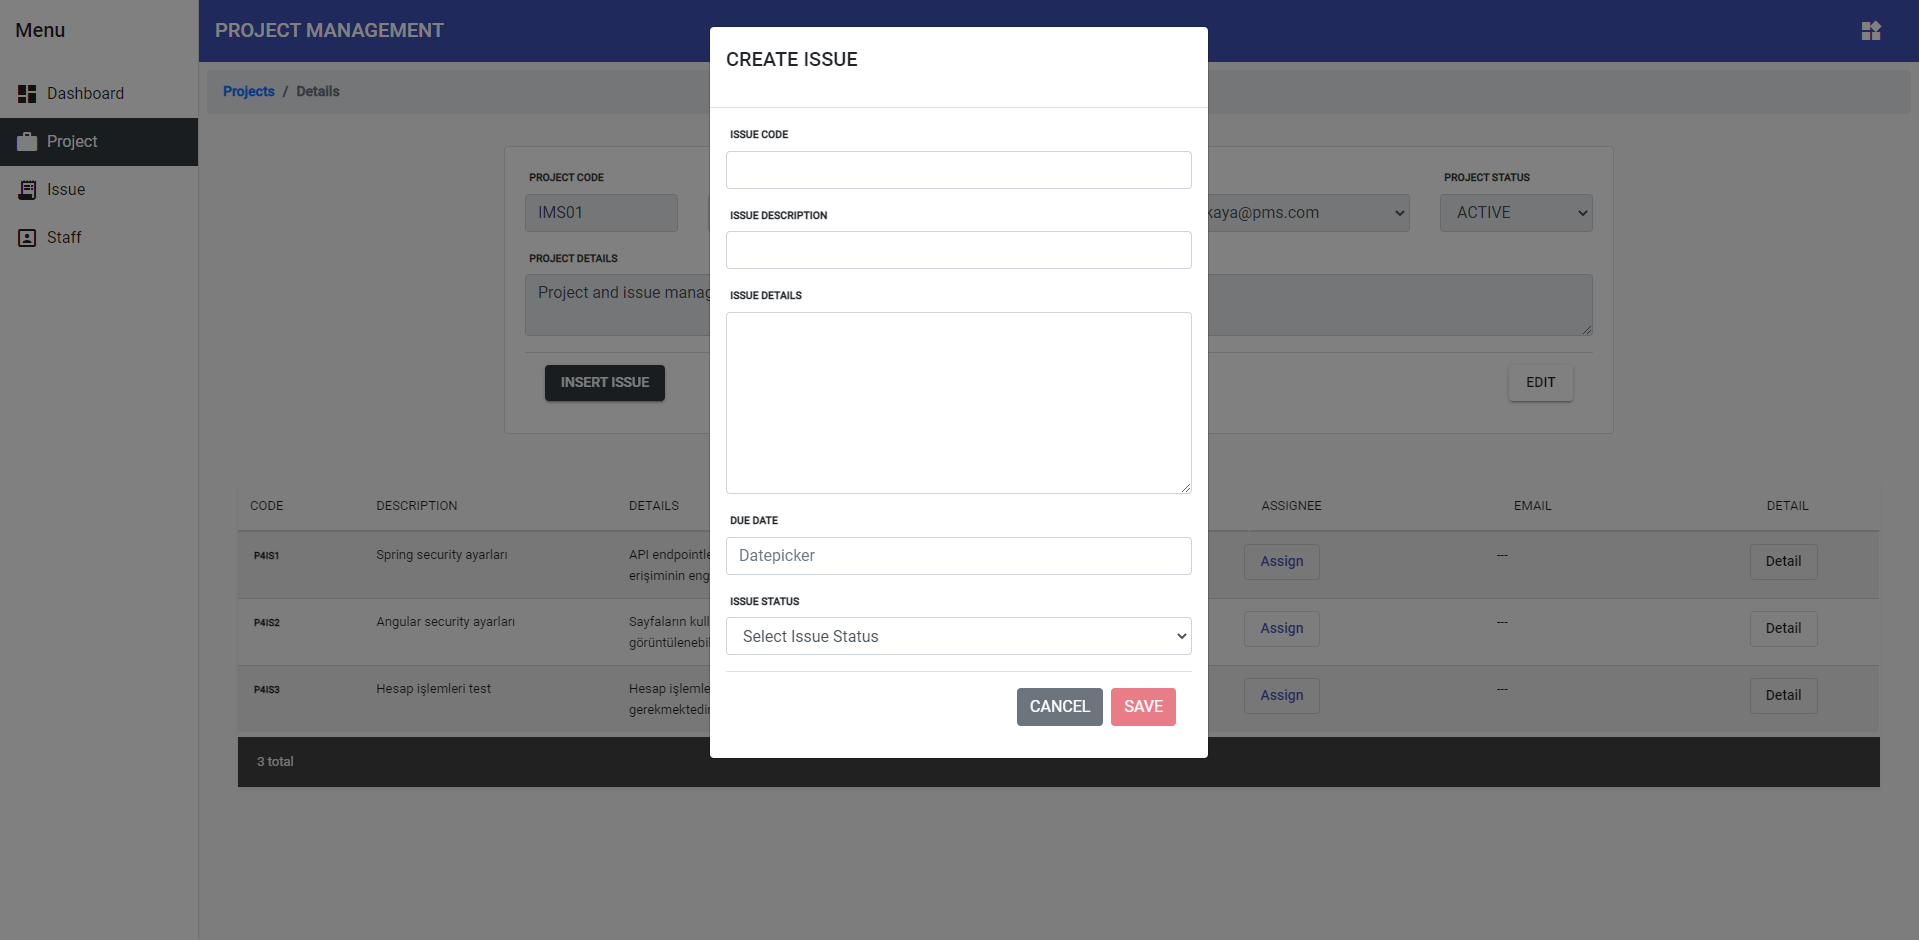 Menu
Dashboard
Project
Issue
Staff
PROJECT MANAGEMENT
Projects / Details
PROJECT CODE
IMS01
kaya@pms.com
PROJECT STATUS
ACTIVE
PROJECT DETAILS
Project and issue manag
INSERT ISSUE
EDIT
CREATE ISSUE
ISSUE CODE
ISSUE DESCRIPTION
ISSUE DETAILS
DUE DATE
Datepicker
ISSUE STATUS
Select Issue Status
CANCEL SAVE
CODE DESCRIPTION DETAILS ASSIGNEE EMAIL DETAIL
P4IS1 Spring security ayarları API endpointle Assign --- Detail
erişiminin eng
P4IS2 Angular security ayarları Sayfaların kull Assign --- Detail
görüntülenebil
P4IS3 Hesap işlemleri test Hesap işlemle Assign --- Detail
gerekmektedir
3 total